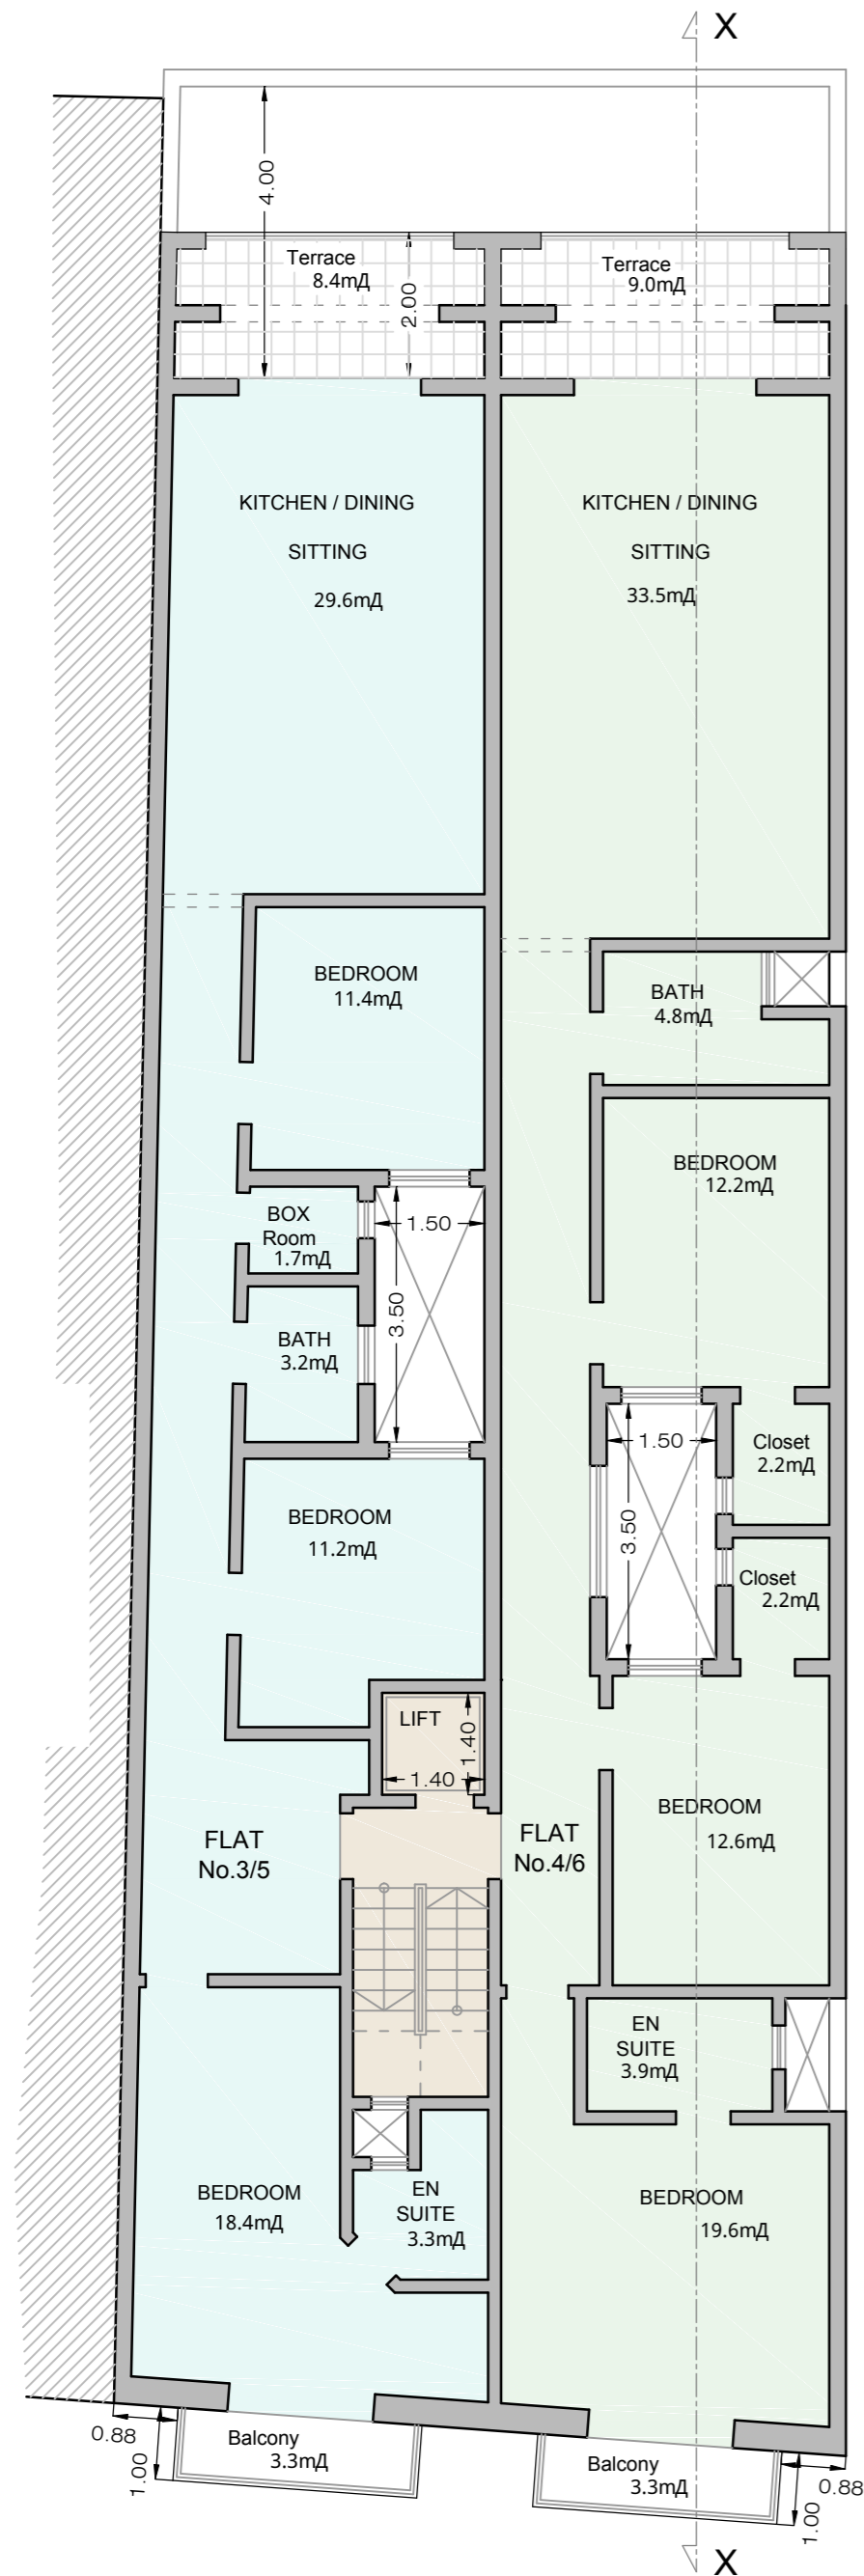 X
4.00
Terrace
8.4mД
2.00
Terrace
9.0mД
KITCHEN / DINING
SITTING
29.6mД
KITCHEN / DINING
SITTING
33.5mД
BEDROOM
11.4mД
BATH
4.8mД
BEDROOM
12.2mД
BOX
Room
1.7mД
1.50
3.50
BATH
3.2mД
1.50
3.50
Closet
2.2mД
BEDROOM
11.2mД
Closet
2.2mД
LIFT
1.40
1.40
FLAT
No.3/5
FLAT
No.4/6
BEDROOM
12.6mД
EN
SUITE
3.9mД
BEDROOM
18.4mД
EN
SUITE
3.3mД
BEDROOM
19.6mД
0.88
1.00
Balcony
3.3mД
Balcony
3.3mД
0.88
1.00
X